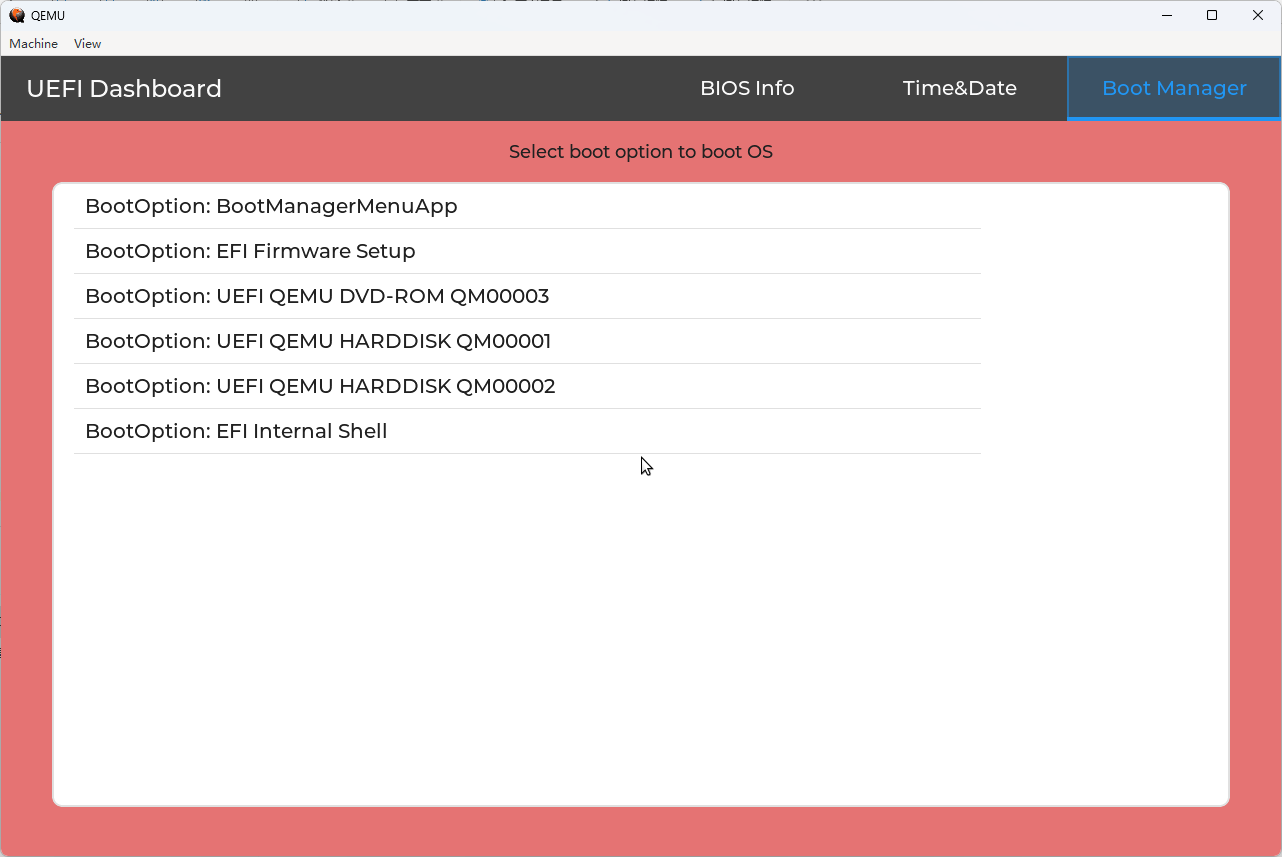 QEMU
Machine View
UEFI Dashboard BIOS Info Time&Date Boot Manager
Select boot option to boot OS
BootOption: BootManagerMenuApp
BootOption: EFI Firmware Setup
BootOption: UEFI QEMU DVD-ROM QM00003
BootOption: UEFI QEMU HARDDISK QM00001
BootOption: UEFI QEMU HARDDISK QM00002
BootOption: EFI Internal Shell